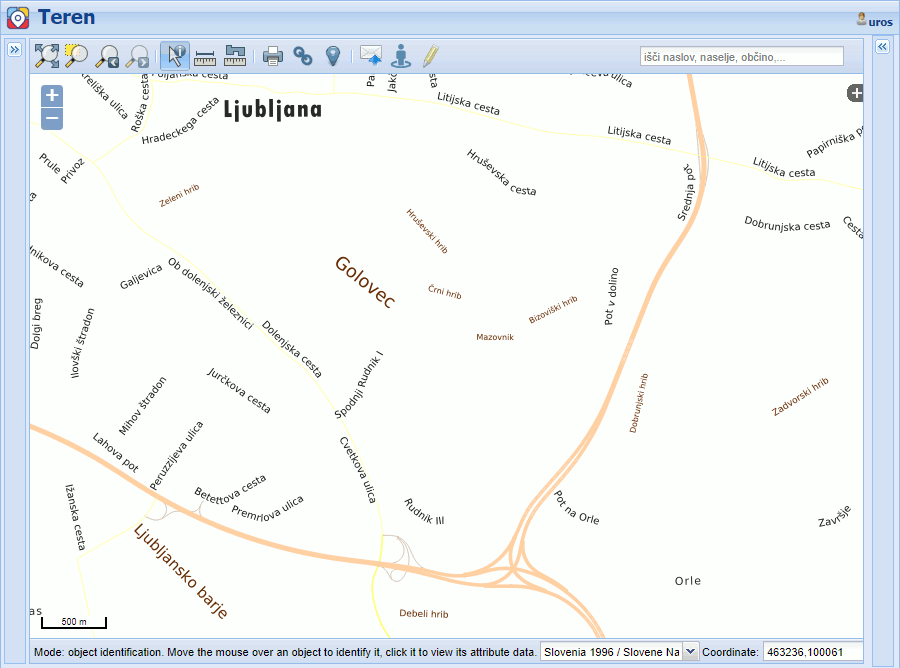 Teren
uros
išči naslov, naselje, občino,...
Litijska cesta
Roška cesta
Hradeckega cesta
Ljubljana
Litijska cesta
Litijska cesta
Papirniška
Prule
Privoz
Hruševska cesta
Srednja pot
Zeleni hrib
Hruševski hrib
Dobrunjska cesta
Cesta
Galjevica
Ob dolenjski železnici
Golovec
Črni hrib
Pot v dolino
Bizoviški hrib
Dolgi breg
Ilovški štradon
Dolenjska cesta
Mazovnik
Spodnji Rudnik I
Jurčkova cesta
Mihov štradon
Dobrunjski hrib
Zadvorski hrib
Lahova pot
Peruzzijeva ulica
Cvetkova ulica
Betettova cesta
Premrlova ulica
Ižanska cesta
Rudnik III
Pot na Orle
Završje
Ljubljansko barje
Orle
Debeli hrib
500 m
Mode: object identification. Move the mouse over an object to identify it, click it to view its attribute data.
Slovenia 1996 / Slovene Na
Coordinate:
463236,100061